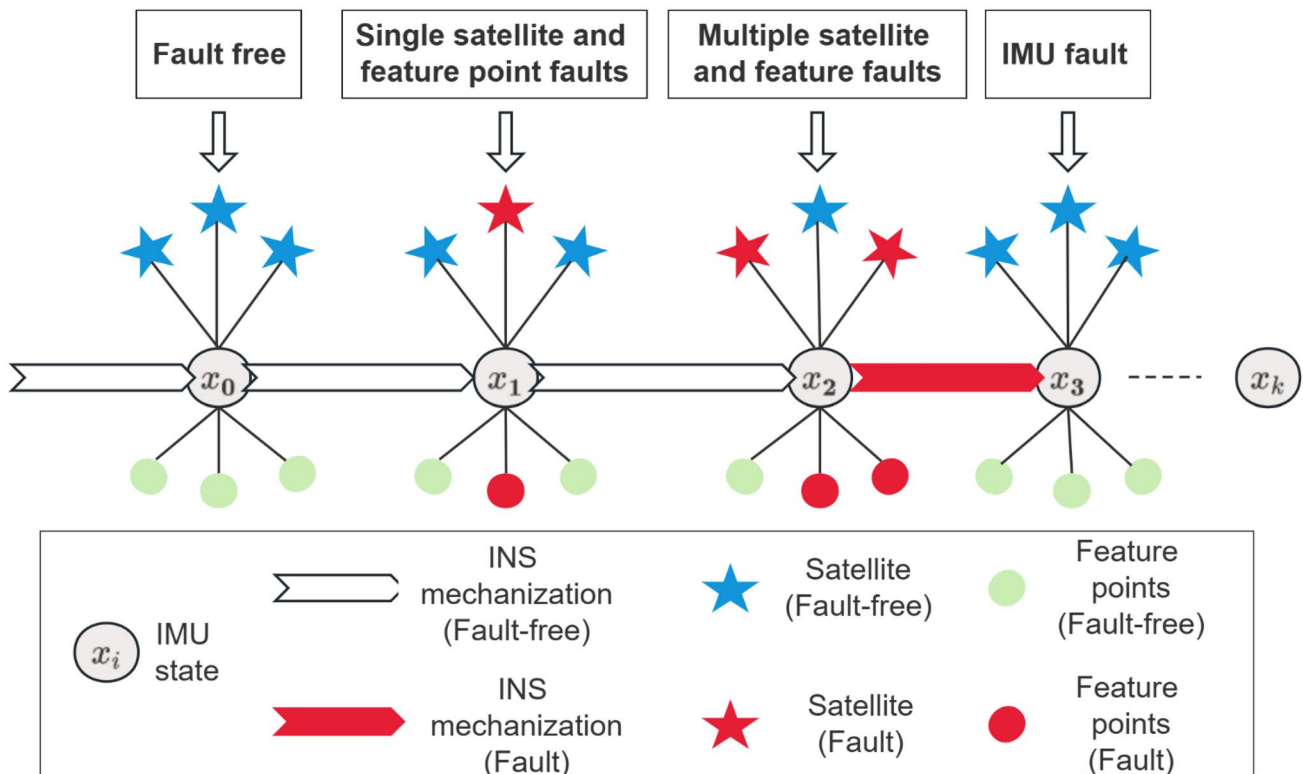 Fault free
Single satellite and
feature point faults
Multiple satellite
and feature faults
IMU fault
x₀
x₁
x₂
x₃
xₖ
xᵢ
IMU
state
INS
mechanization
(Fault-free)
Satellite
(Fault-free)
Feature
points
(Fault-free)
INS
mechanization
(Fault)
Satellite
(Fault)
Feature
points
(Fault)